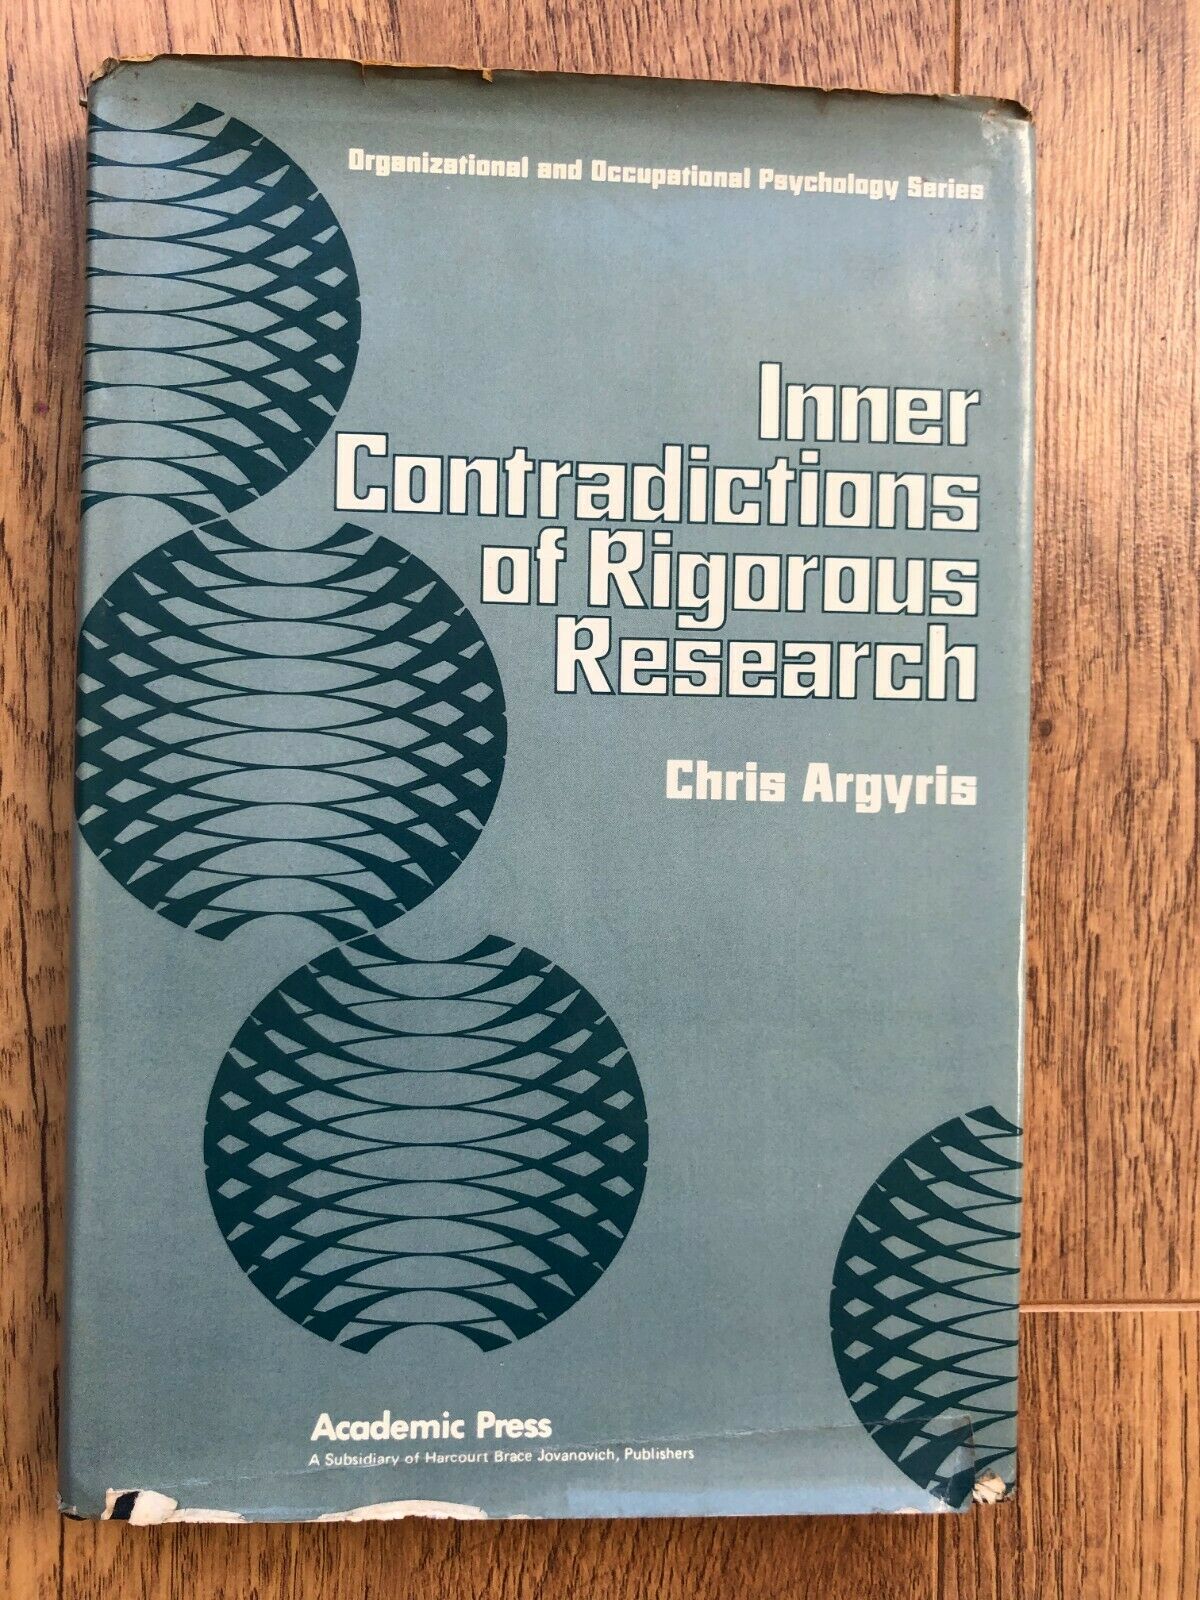 Organizational and Occupational Psychology Series
Inner
Contradictions
of Rigorous
Research
Chris Argyris
Academic Press
A Subsidiary of Harcourt Brace Jovanovich, Publishers